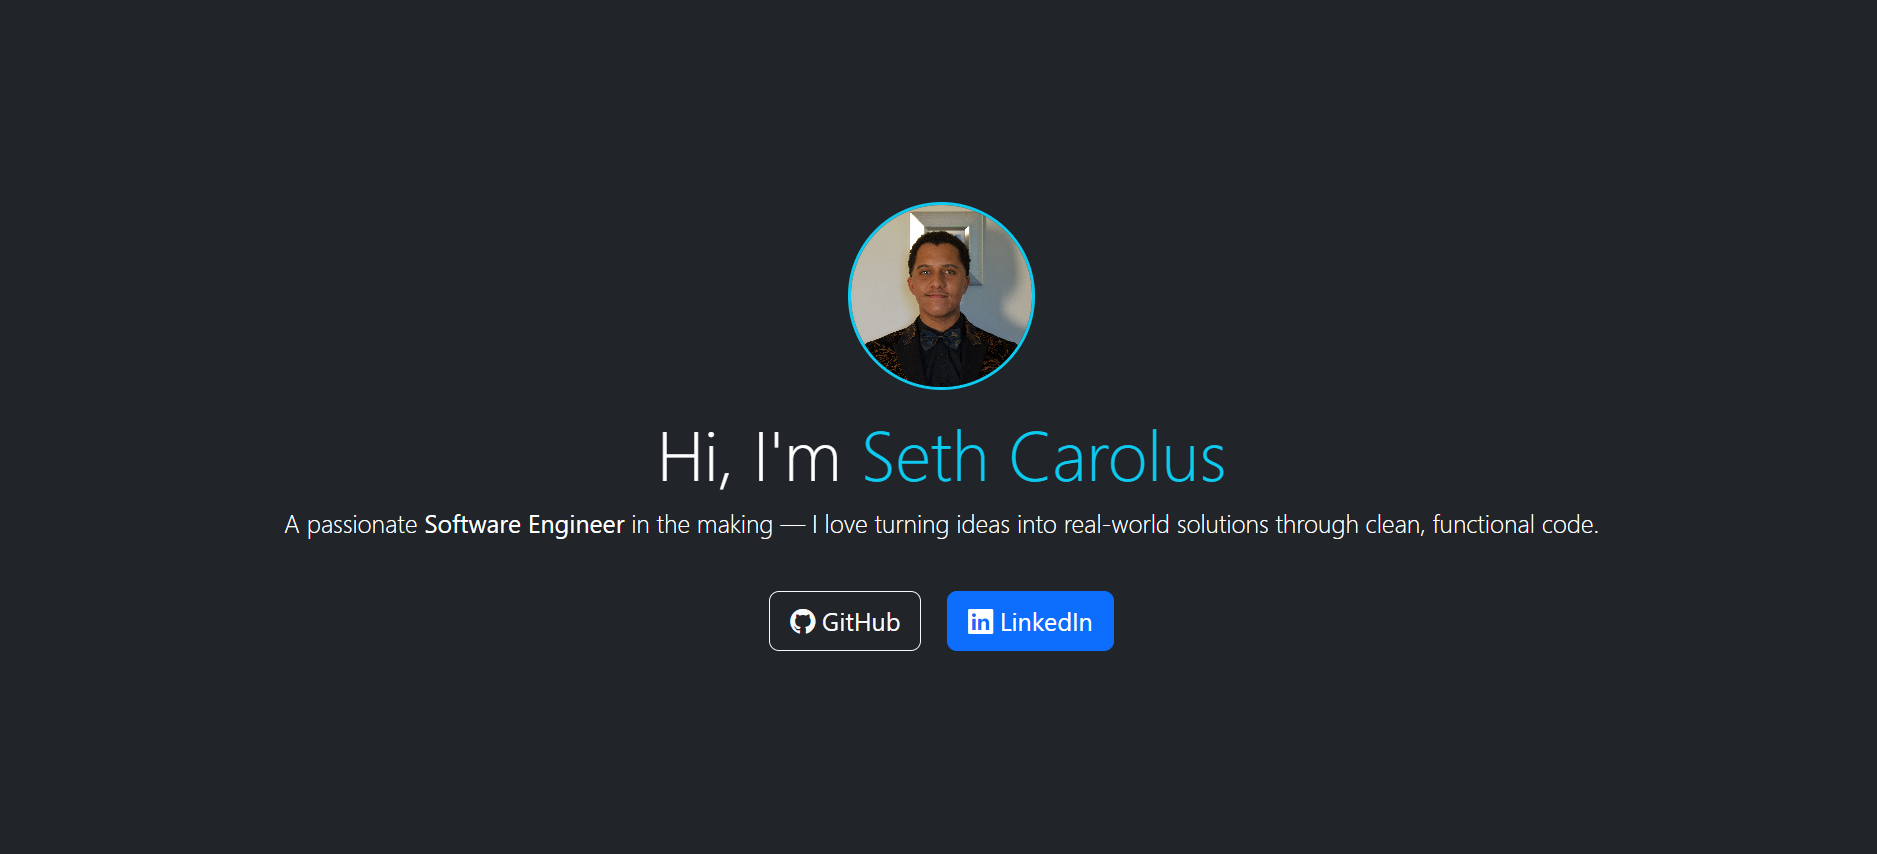 Hi, I'm Seth Carolus
A passionate Software Engineer in the making — I love turning ideas into real-world solutions through clean, functional code.
GitHub
in LinkedIn